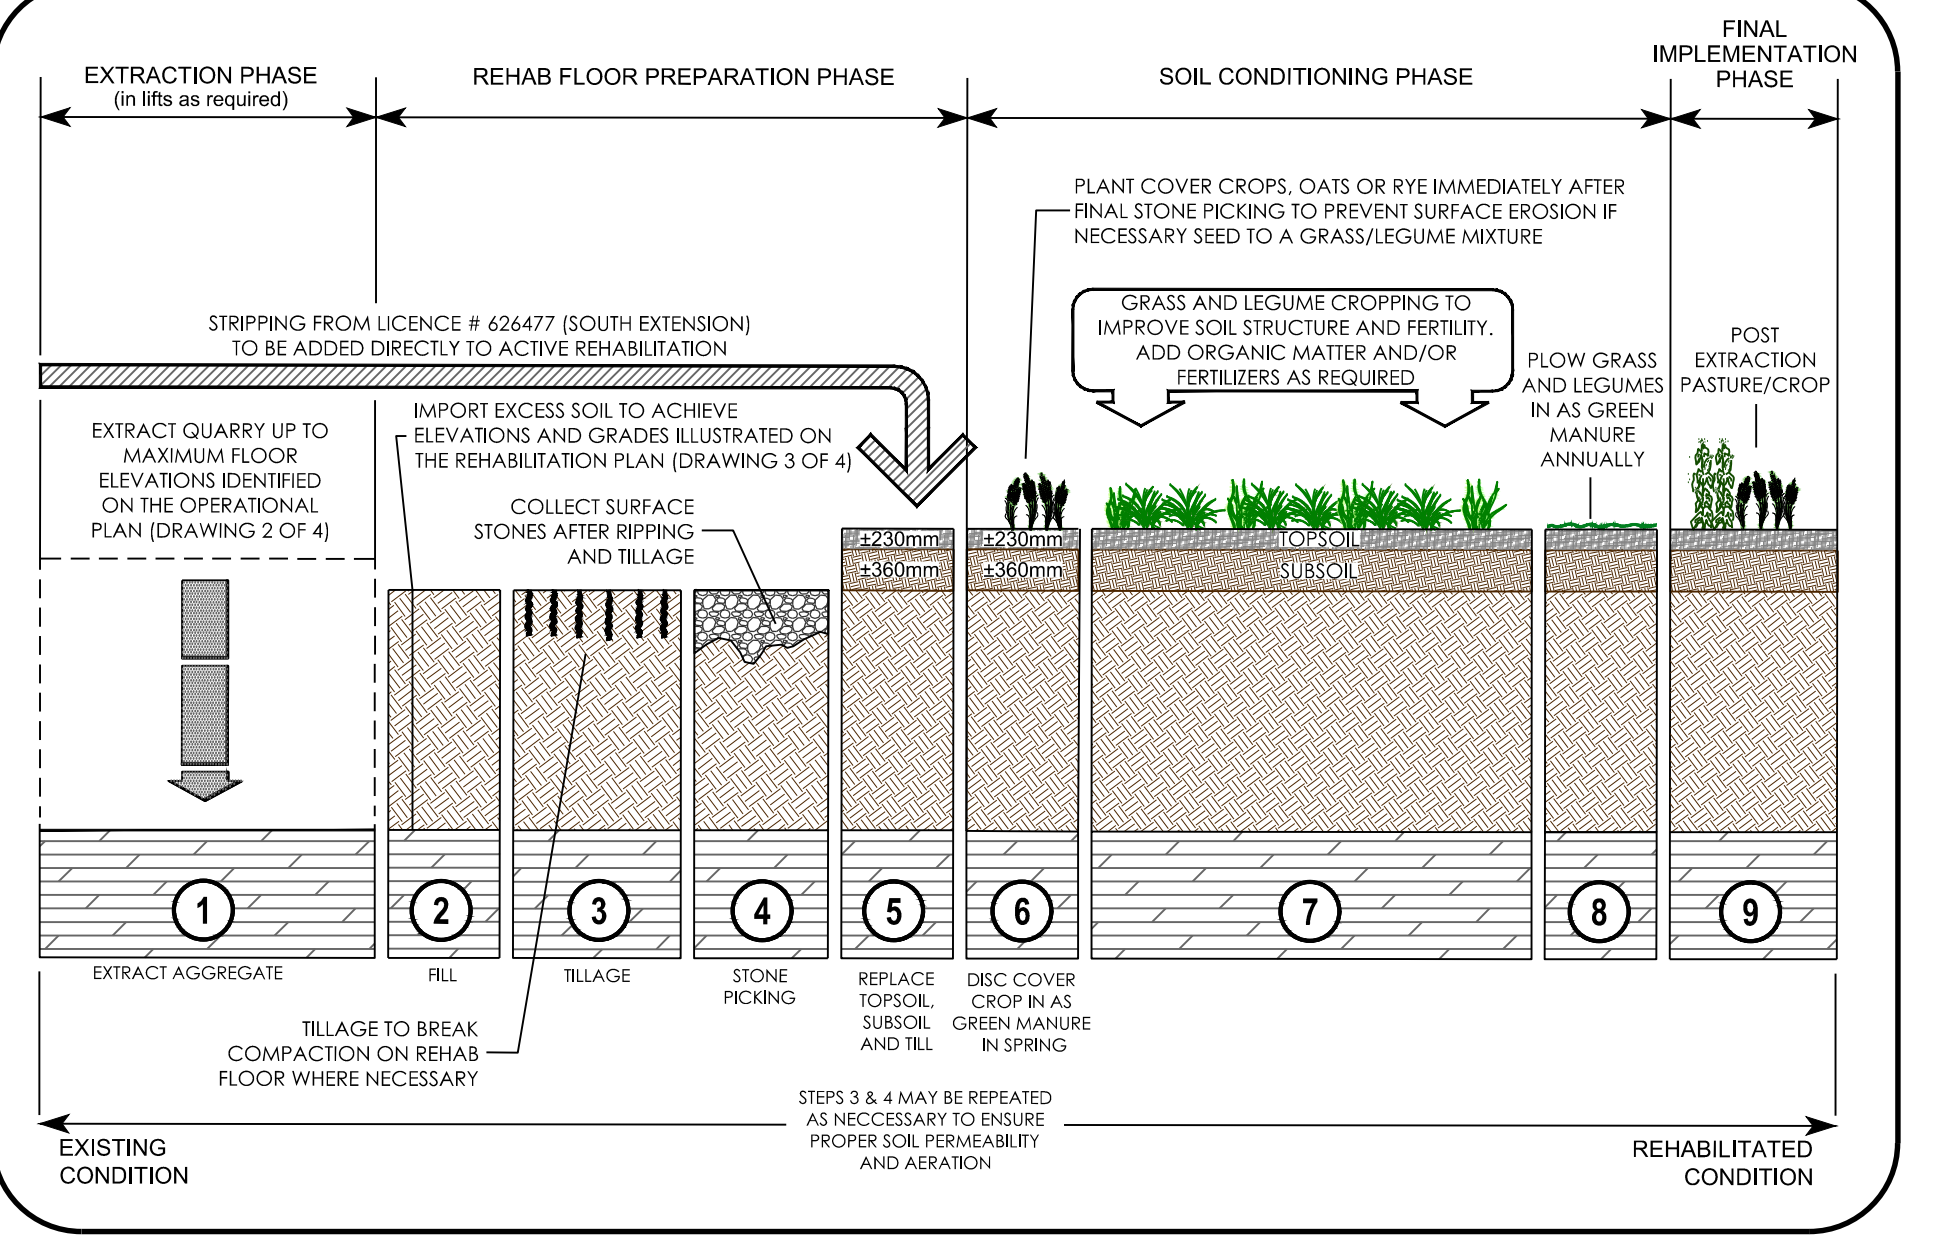 EXTRACTION PHASE
(in lifts as required)
REHAB FLOOR PREPARATION PHASE
SOIL CONDITIONING PHASE
FINAL
IMPLEMENTATION
PHASE
PLANT COVER CROPS, OATS OR RYE IMMEDIATELY AFTER
FINAL STONE PICKING TO PREVENT SURFACE EROSION IF
NECESSARY SEED TO A GRASS/LEGUME MIXTURE
STRIPPING FROM LICENCE # 626477 (SOUTH EXTENSION)
TO BE ADDED DIRECTLY TO ACTIVE REHABILITATION
GRASS AND LEGUME CROPPING TO
IMPROVE SOIL STRUCTURE AND FERTILITY.
ADD ORGANIC MATTER AND/OR
FERTILIZERS AS REQUIRED
PLOW GRASS
AND LEGUMES
IN AS GREEN
MANURE
ANNUALLY
POST
EXTRACTION
PASTURE/CROP
EXTRACT QUARRY UP TO
MAXIMUM FLOOR
ELEVATIONS IDENTIFIED
ON THE OPERATIONAL
PLAN (DRAWING 2 OF 4)
IMPORT EXCESS SOIL TO ACHIEVE
ELEVATIONS AND GRADES ILLUSTRATED ON
THE REHABILITATION PLAN (DRAWING 3 OF 4)
COLLECT SURFACE
STONES AFTER RIPPING
AND TILLAGE
±230mm
±360mm
±230mm
±360mm
TOPSOIL
SUBSOIL
1
2
3
4
5
6
7
8
9
EXTRACT AGGREGATE
FILL
TILLAGE
STONE
PICKING
REPLACE
TOPSOIL,
SUBSOIL
AND TILL
DISC COVER
CROP IN AS
GREEN MANURE
IN SPRING
TILLAGE TO BREAK
COMPACTION ON REHAB
FLOOR WHERE NECESSARY
STEPS 3 & 4 MAY BE REPEATED
AS NECCESSARY TO ENSURE
PROPER SOIL PERMEABILITY
AND AERATION
EXISTING
CONDITION
REHABILITATED
CONDITION